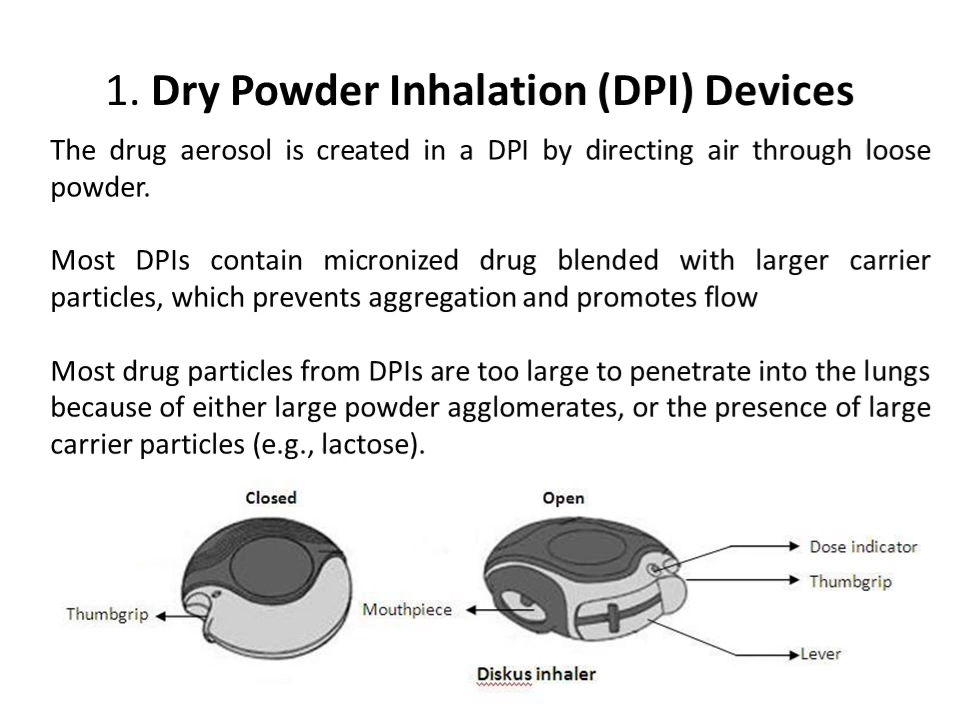 1. Dry Powder Inhalation (DPI) Devices
The drug aerosol is created in a DPI by directing air through loose
powder.
Most DPIs contain micronized drug blended with larger carrier
particles, which prevents aggregation and promotes flow
Most drug particles from DPIs are too large to penetrate into the lungs
because of either large powder agglomerates, or the presence of large
carrier particles (e.g., lactose).
Closed
Open
Dose indicator
Thumbgrip
Thumbgrip
Mouthpiece
Lever
Diskus inhaler